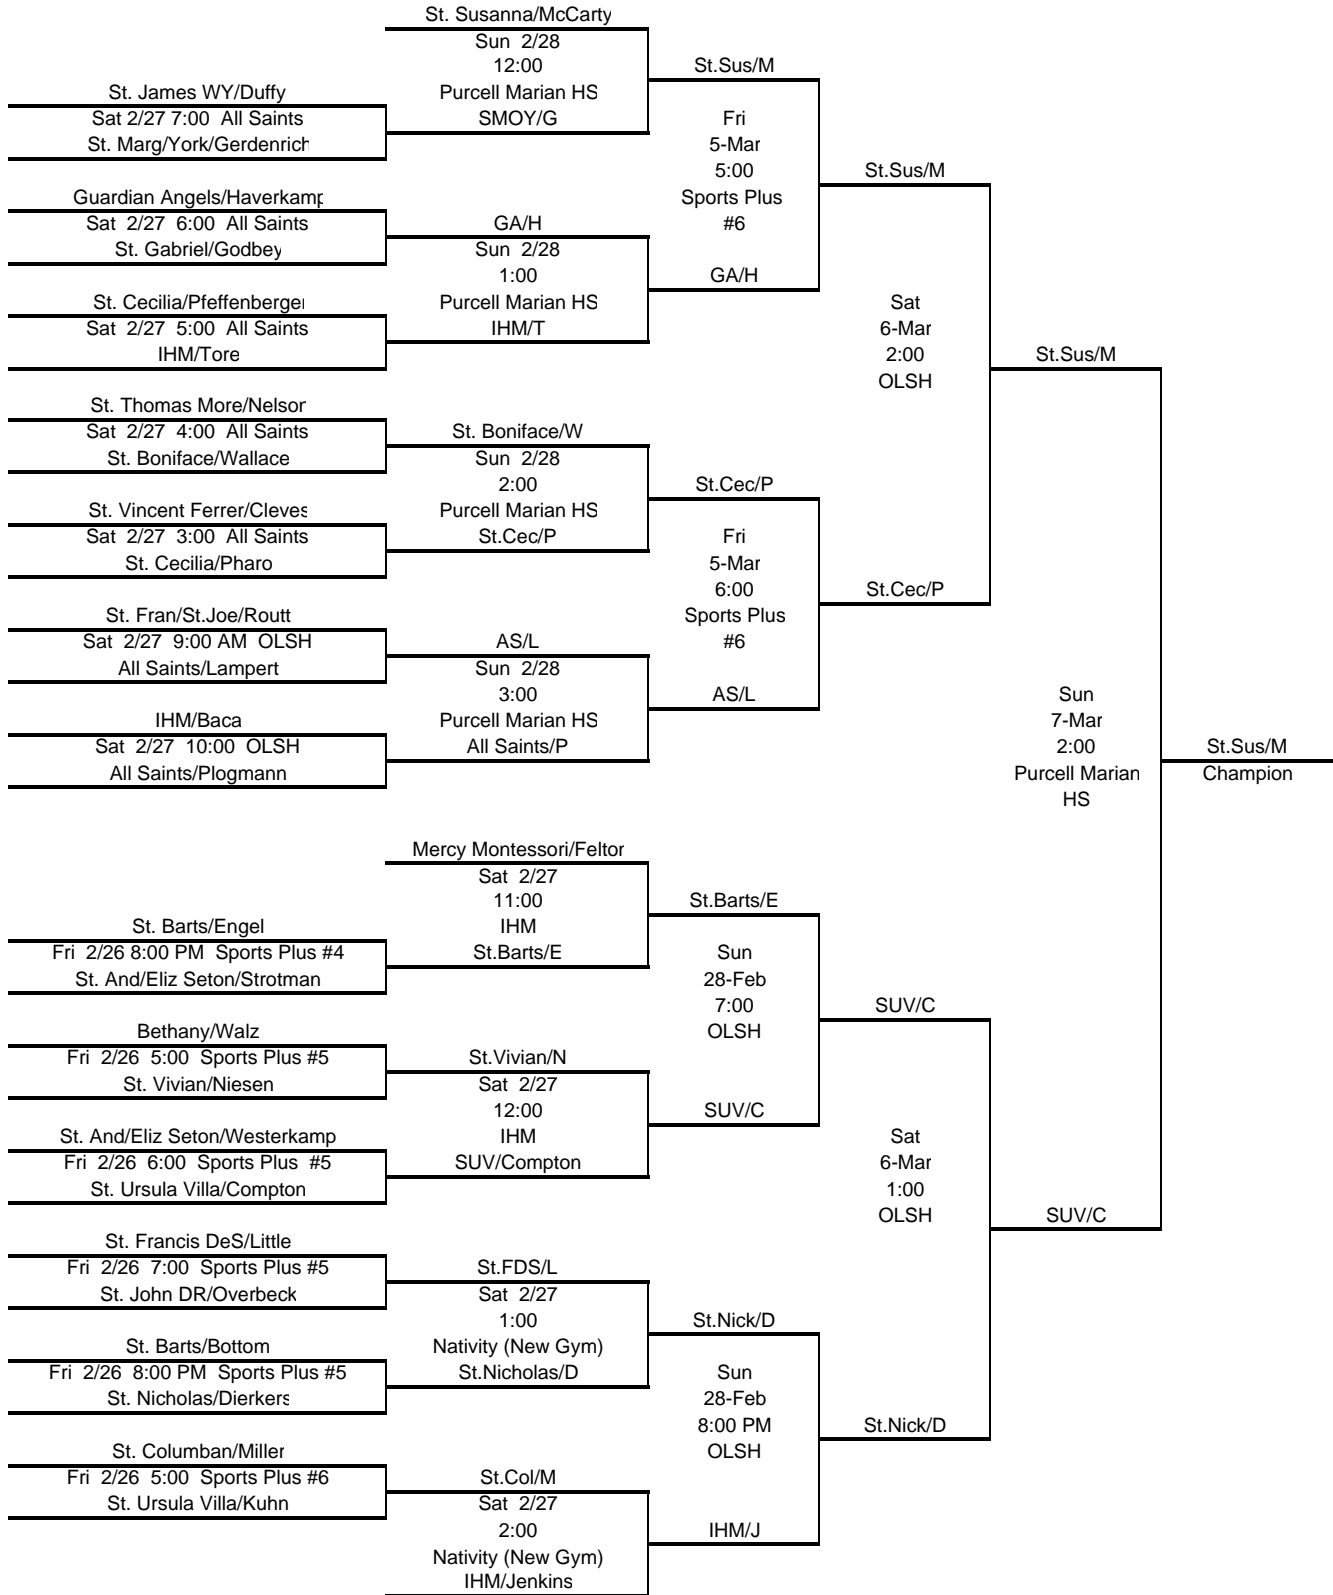 St. Susanna/McCarty
Sun 2/28
12:00
Purcell Marian HS
SMOY/G
St. James WY/Duffy
Sat 2/27 7:00 All Saints
St. Marg/York/Gerdenrich
St.Sus/M
Fri
5-Mar
5:00
Sports Plus
#6
GA/H
Guardian Angels/Haverkamp
Sat 2/27 6:00 All Saints
St. Gabriel/Godbey
GA/H
Sun 2/28
1:00
Purcell Marian HS
IHM/T
St. Cecilia/Pfeffenberger
Sat 2/27 5:00 All Saints
IHM/Tore
St.Sus/M
Sat
6-Mar
2:00
OLSH
St.Cec/P
St. Thomas More/Nelson
Sat 2/27 4:00 All Saints
St. Boniface/Wallace
St. Boniface/W
Sun 2/28
2:00
Purcell Marian HS
St.Cec/P
St. Vincent Ferrer/Cleves
Sat 2/27 3:00 All Saints
St. Cecilia/Pharo
St.Cec/P
Fri
5-Mar
6:00
Sports Plus
#6
AS/L
St. Fran/St.Joe/Routt
Sat 2/27 9:00 AM OLSH
All Saints/Lampert
AS/L
Sun 2/28
3:00
Purcell Marian HS
All Saints/P
IHM/Baca
Sat 2/27 10:00 OLSH
All Saints/Plogmann
St.Sus/M
Sun
7-Mar
2:00
Purcell Marian
HS
St.Sus/M
Champion
Mercy Montessori/Felton
Sat 2/27
11:00
IHM
St.Barts/E
St. Barts/Engel
Fri 2/26 8:00 PM Sports Plus #4
St. And/Eliz Seton/Strotman
St.Barts/E
Sun
28-Feb
7:00
OLSH
SUV/C
Bethany/Walz
Fri 2/26 5:00 Sports Plus #5
St. Vivian/Niesen
St.Vivian/N
Sat 2/27
12:00
IHM
SUV/Compton
St. And/Eliz Seton/Westerkamp
Fri 2/26 6:00 Sports Plus #5
St. Ursula Villa/Compton
SUV/C
Sat
6-Mar
1:00
OLSH
SUV/C
St. Francis DeS/Little
Fri 2/26 7:00 Sports Plus #5
St. John DR/Overbeck
St.FDS/L
Sat 2/27
1:00
Nativity (New Gym)
St.Nicholas/D
St. Barts/Bottom
Fri 2/26 8:00 PM Sports Plus #5
St. Nicholas/Dierkers
St.Nick/D
Sun
28-Feb
8:00 PM
OLSH
St.Nick/D
St. Columban/Miller
Fri 2/26 5:00 Sports Plus #6
St. Ursula Villa/Kuhn
St.Col/M
Sat 2/27
2:00
Nativity (New Gym)
IHM/Jenkins
IHM/J